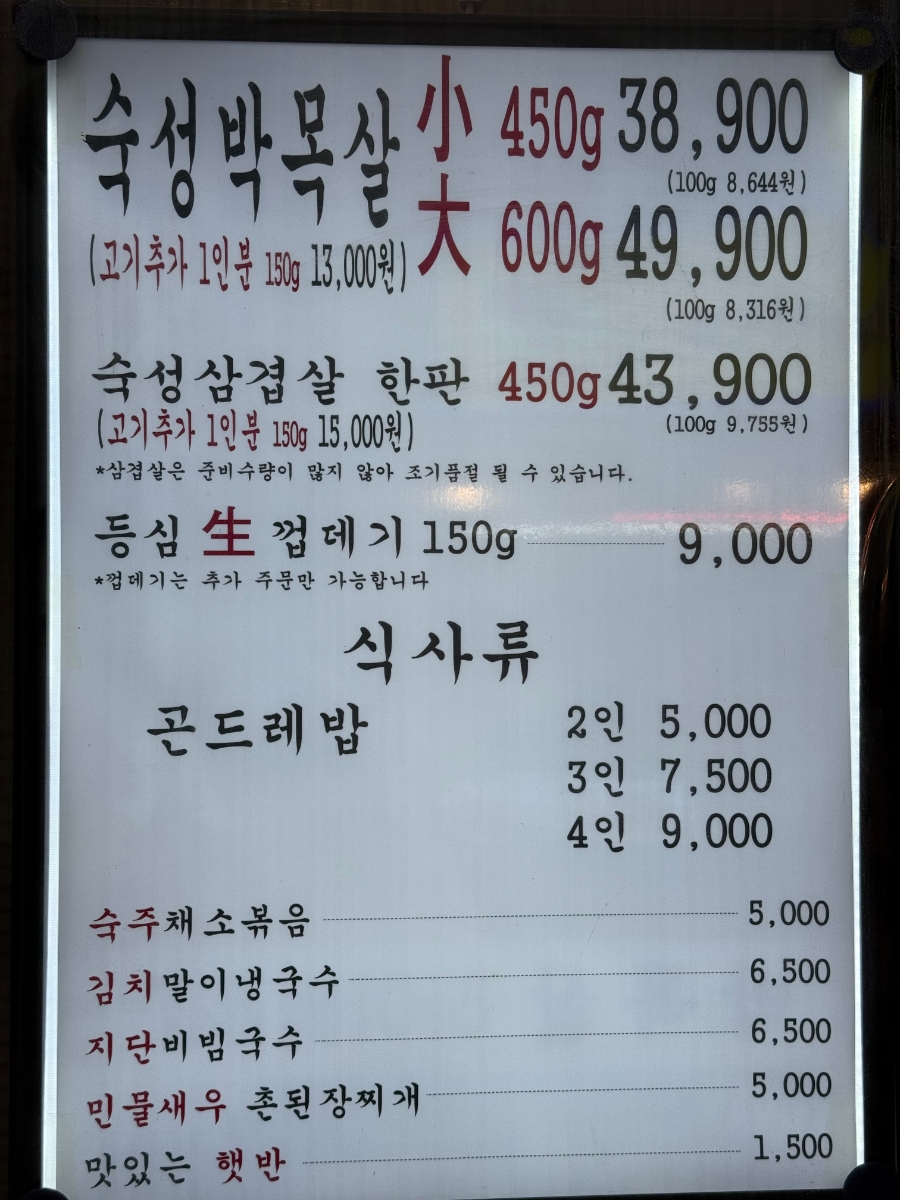 숙성박목살 小 450g 38,900
(100g 8,644원)
大 600g 49,900
(고기추가 1인분 150g 13,000원)
(100g 8,316원)
숙성삼겹살 한판 450g 43,900
(고기추가 1인분 150g 15,000원)
(100g 9,755원)
*삼겹살은 준비수량이 많지 않아 조기품절 될 수 있습니다.
등심 生 껍데기 150g 9,000
*껍데기는 추가 주문만 가능합니다
식사류
곤드레밥 2인 5,000
3인 7,500
4인 9,000
숙주채소볶음 5,000
김치말이냉국수 6,500
지단비빔국수 6,500
민물새우 촌된장찌개 5,000
맛있는 햇반 1,500